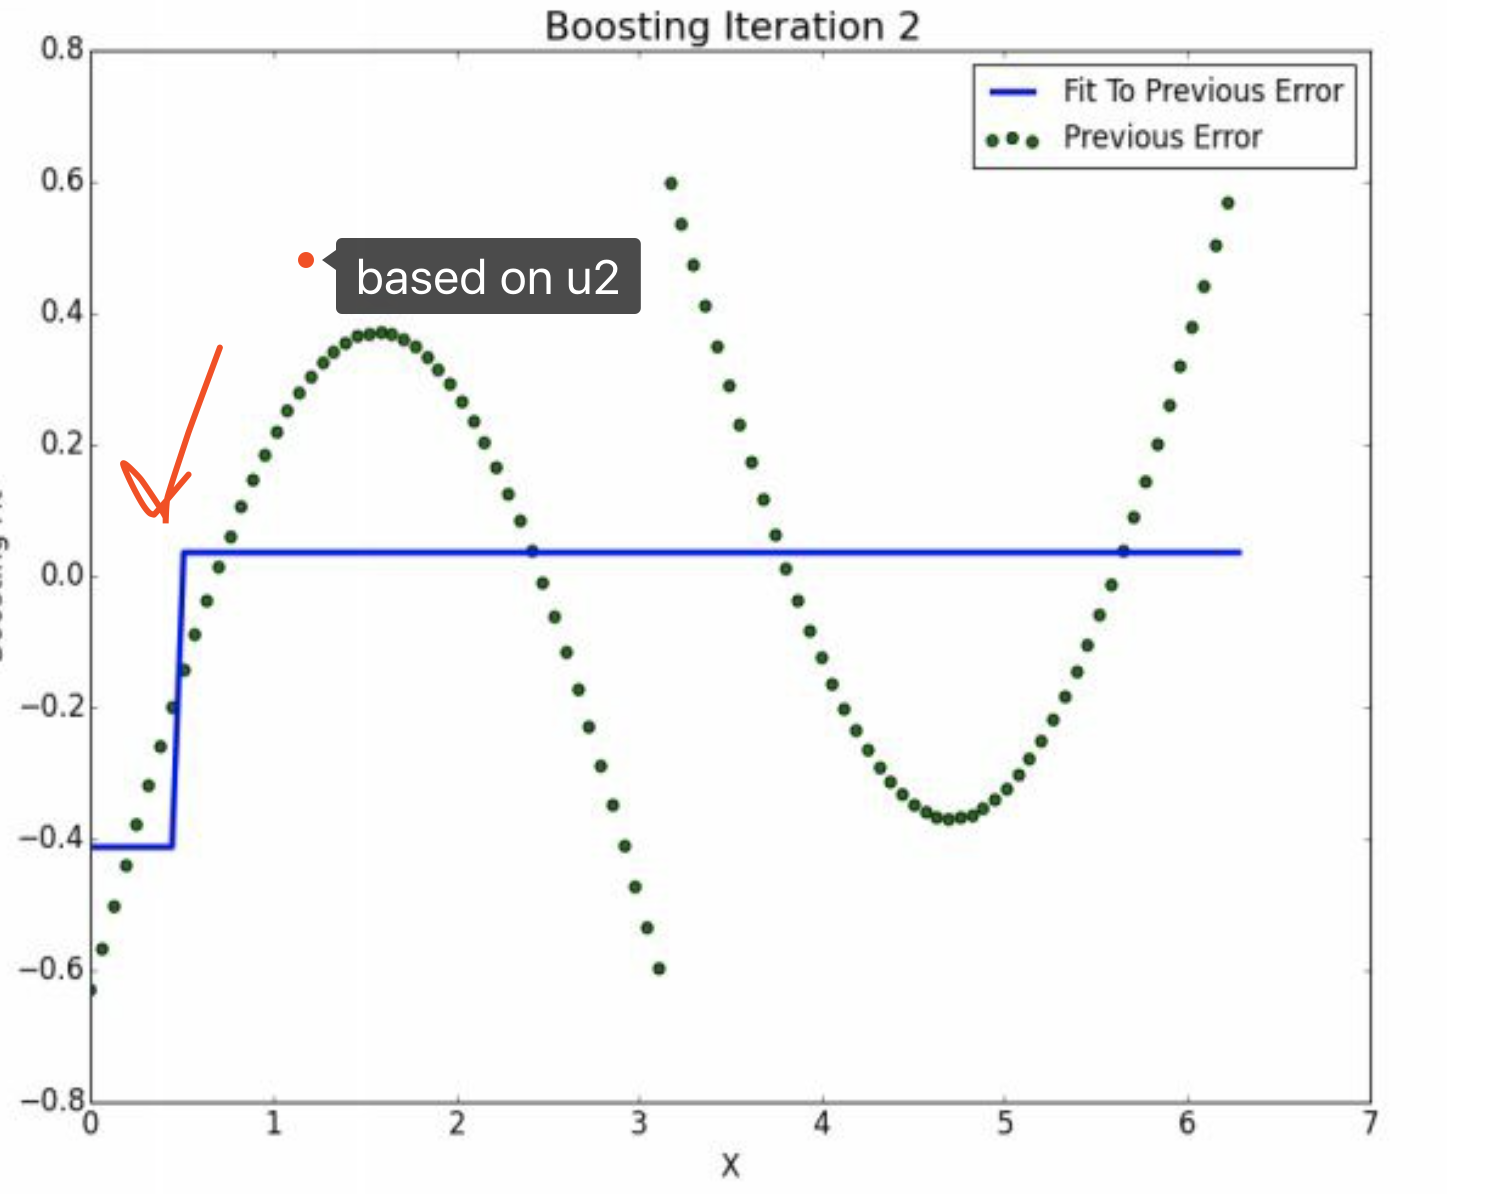 Boosting Iteration 2
Fit To Previous Error
Previous Error
based on u2
0.8
0.6
0.4
0.2
0.0
−0.2
−0.4
−0.6
−0.8
0 1 2 3 4 5 6 7
X